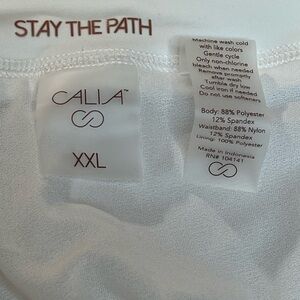 STAY THE PATH
CALIA™
XXL
Machine wash cold
with like colors
Gentle cycle
Only non-chlorine
bleach when needed
Remove promptly
after wash
Tumble dry low
Cool iron if needed
Do not use softeners
Body: 88% Polyester
12% Spandex
Waistband: 88% Nylon
12% Spandex
Lining: 100% Polyester
Made in Indonesia
RN# 104141